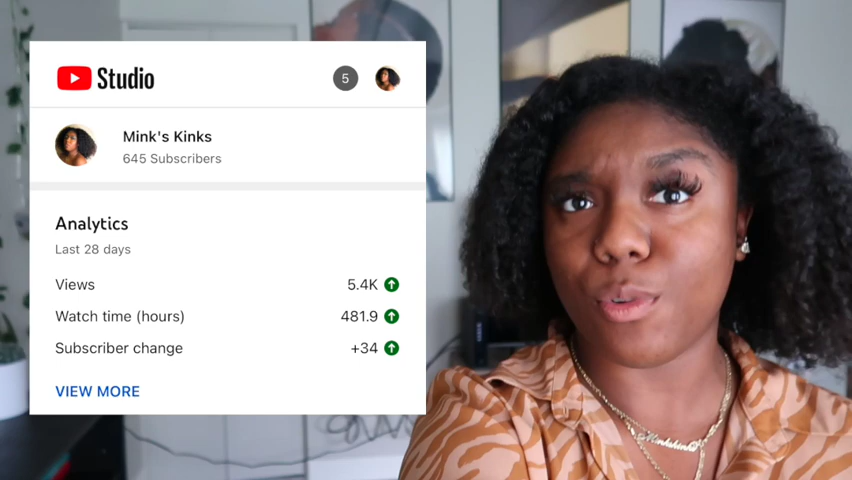 Studio
5
Mink's Kinks
645 Subscribers
Analytics
Last 28 days
Views 5.4K
Watch time (hours) 481.9
Subscriber change +34
VIEW MORE